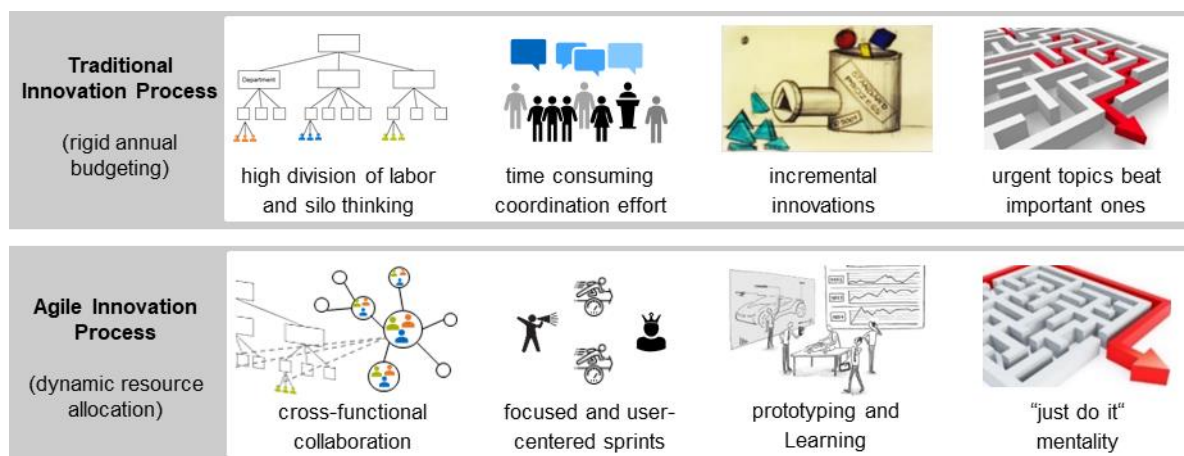 Traditional
Innovation Process
(rigid annual
budgeting)
Department
STANDARD
PROZESS
high division of labor
and silo thinking
time consuming
coordination effort
incremental
innovations
urgent topics beat
important ones
Agile Innovation
Process
(dynamic resource
allocation)
cross-functional
collaboration
focused and user-
centered sprints
prototyping and
Learning
“just do it“
mentality